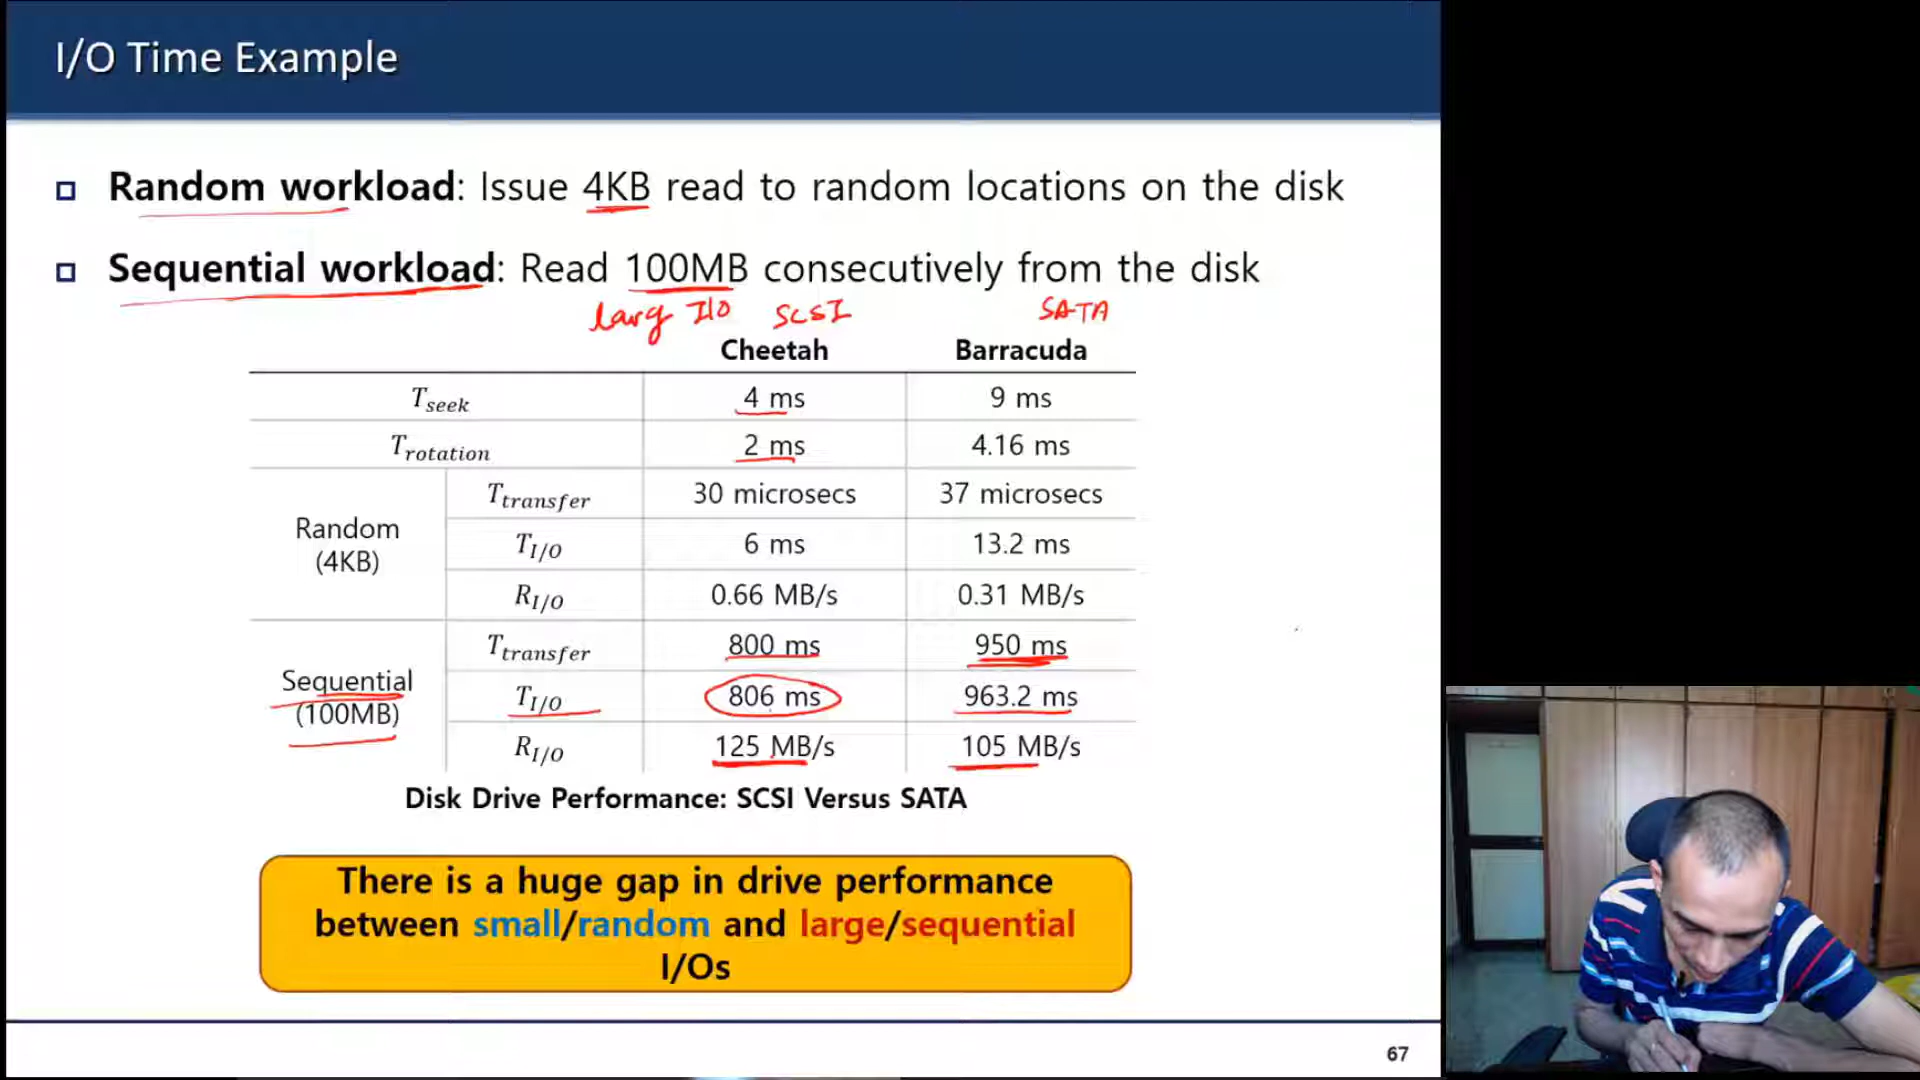 I/O Time Example
Random workload: Issue 4KB read to random locations on the disk
Sequential workload: Read 100MB consecutively from the disk
larg I/O SCSI SATA
Cheetah Barracuda
T_seek 4 ms 9 ms
T_rotation 2 ms 4.16 ms
Random (4KB)
T_transfer 30 microsecs 37 microsecs
T_I/O 6 ms 13.2 ms
R_I/O 0.66 MB/s 0.31 MB/s
Sequential (100MB)
T_transfer 800 ms 950 ms
T_I/O 806 ms 963.2 ms
R_I/O 125 MB/s 105 MB/s
Disk Drive Performance: SCSI Versus SATA
There is a huge gap in drive performance
between small/random and large/sequential
I/Os
67